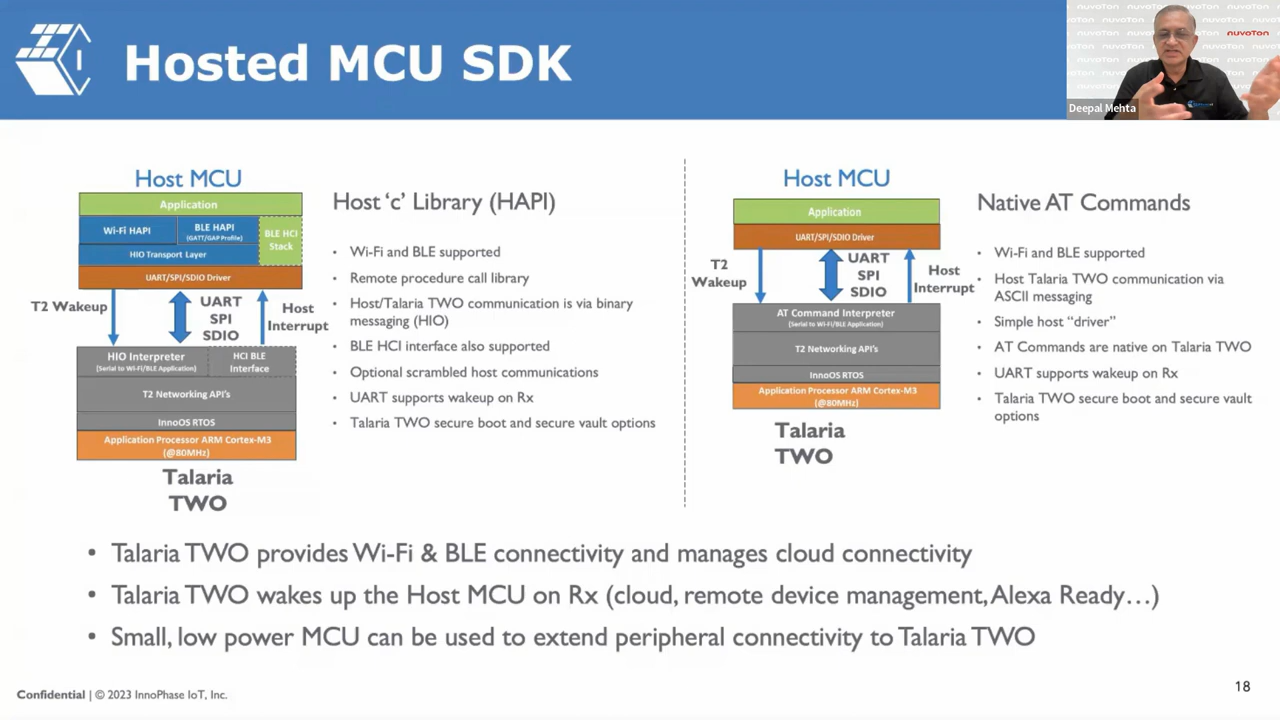 Hosted MCU SDK
nuvoTon
Deepal Mehta
Host MCU
Application
Wi-Fi HAPI
BLE HAPI
(GATT/GAP Profile)
BLE HCI
Stack
HIO Transport Layer
UART/SPI/SDIO Driver
T2 Wakeup
UART
SPI
SDIO
Host
Interrupt
HIO Interpreter
(Serial to Wi-Fi/BLE Application)
HCI BLE
Interface
T2 Networking API's
InnoOS RTOS
Application Processor ARM Cortex-M3
(@80MHz)
Talaria
TWO
Host ‘c’ Library (HAPI)
• Wi-Fi and BLE supported
• Remote procedure call library
• Host/Talaria TWO communication is via binary
messaging (HIO)
• BLE HCI interface also supported
• Optional scrambled host communications
• UART supports wakeup on Rx
• Talaria TWO secure boot and secure vault options
Host MCU
Application
UART/SPI/SDIO Driver
T2
Wakeup
UART
SPI
SDIO
Host
Interrupt
AT Command Interpreter
(Serial to Wi-Fi/BLE Application)
T2 Networking API's
InnoOS RTOS
Application Processor ARM Cortex-M3
(@80MHz)
Talaria
TWO
Native AT Commands
• Wi-Fi and BLE supported
• Host Talaria TWO communication via
ASCII messaging
• Simple host “driver”
• AT Commands are native on Talaria TWO
• UART supports wakeup on Rx
• Talaria TWO secure boot and secure vault
options
• Talaria TWO provides Wi-Fi & BLE connectivity and manages cloud connectivity
• Talaria TWO wakes up the Host MCU on Rx (cloud, remote device management, Alexa Ready…)
• Small, low power MCU can be used to extend peripheral connectivity to Talaria TWO
Confidential | © 2023 InnoPhase IoT, Inc.
18